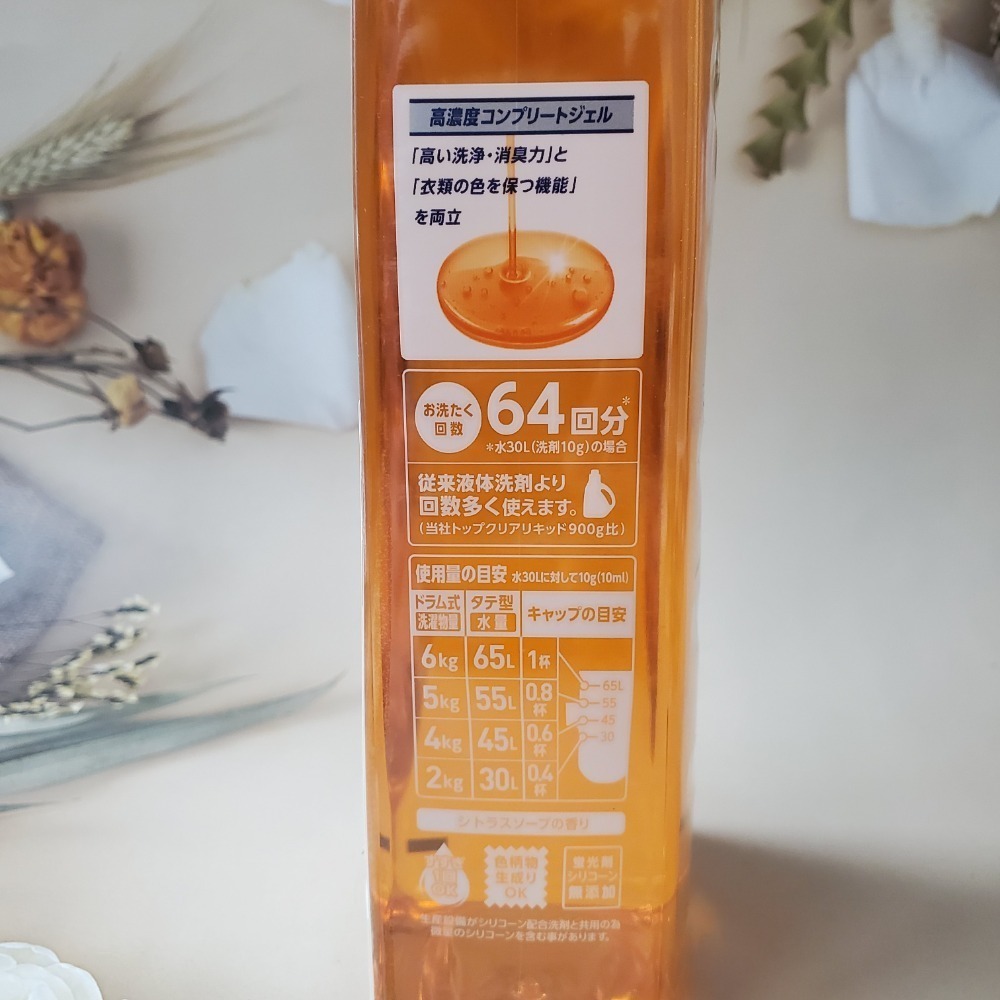 高濃度コンプリートジェル
「高い洗浄・消臭力」と
「衣類の色を保つ機能」
を両立
お洗たく
回数
64回分*
*水30L(洗剤10g)の場合
従来液体洗剤より
回数多く使えます。
(当社トップクリアリキッド900g比)
使用量の目安 水30Lに対して10g(10ml)
ドラム式 タテ型 キャップの目安
洗濯物量 水量
6kg 65L 1杯
5kg 55L 0.8杯
4kg 45L 0.6杯
2kg 30L 0.4杯
65L
55
45
30
シトラスソープの香り
OK
色柄物
生成り
OK
蛍光剤
シリコーン
無添加
生産設備がシリコーン配合洗剤と共用の為
微量のシリコーンを含む事があります。